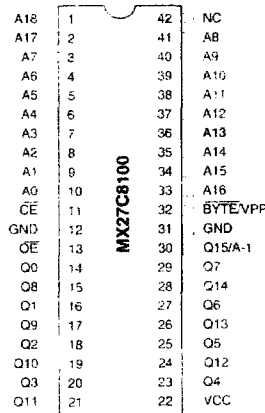 A18 1 42 NC
A17 2 41 A8
A7 3 40 A9
A6 4 39 A10
A5 5 38 A11
A4 6 37 A12
A3 7 36 A13
A2 8 35 A14
A1 9 34 A15
A0 10 33 A16
CE 11 32 BYTE/VPP
GND 12 31 GND
OE 13 30 Q15/A-1
Q0 14 29 Q7
Q8 15 28 Q14
Q1 16 27 Q6
Q9 17 26 Q13
Q2 18 25 Q5
Q10 19 24 Q12
Q3 20 23 Q4
Q11 21 22 VCC
MX27C8100